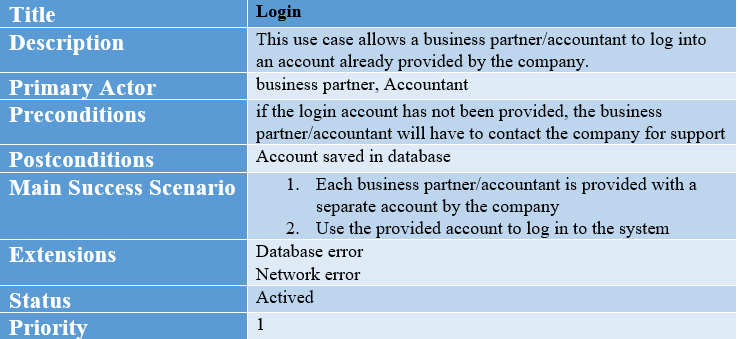 Title Login
Description This use case allows a business partner/accountant to log into
an account already provided by the company.
Primary Actor business partner, Accountant
Preconditions if the login account has not been provided, the business
partner/accountant will have to contact the company for support
Postconditions Account saved in database
Main Success Scenario 1. Each business partner/accountant is provided with a
separate account by the company
2. Use the provided account to log in to the system
Extensions Database error
Network error
Status Actived
Priority 1